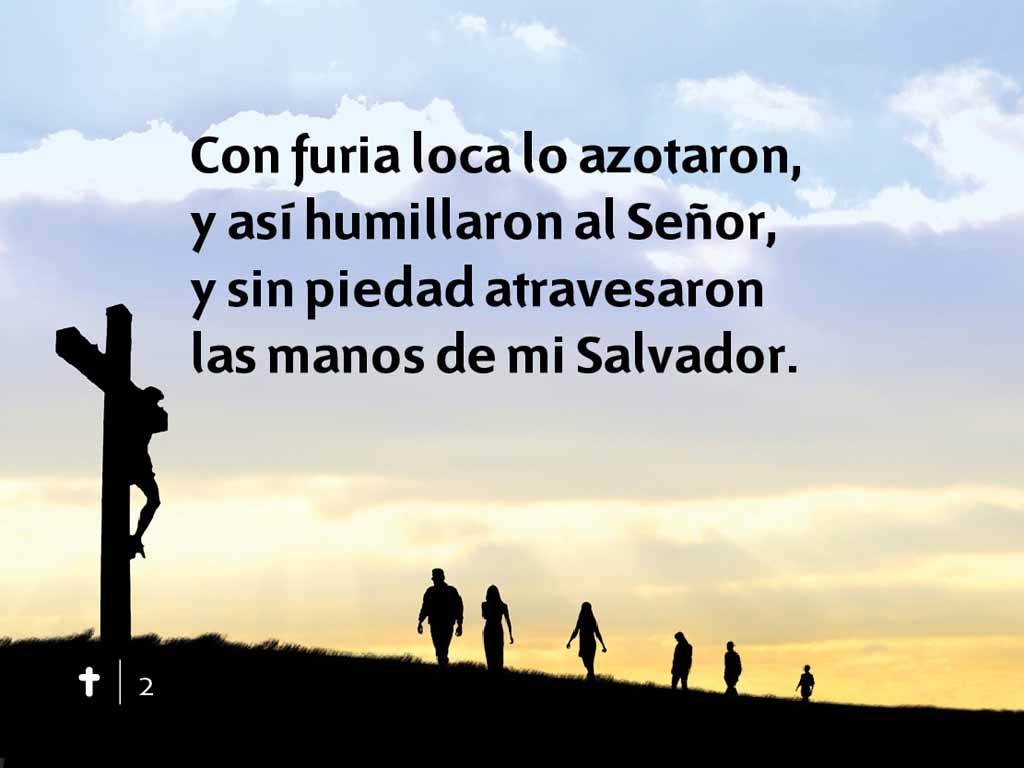 Con furia loca lo azotaron,
y así humillaron al Señor,
y sin piedad atravesaron
las manos de mi Salvador.
2